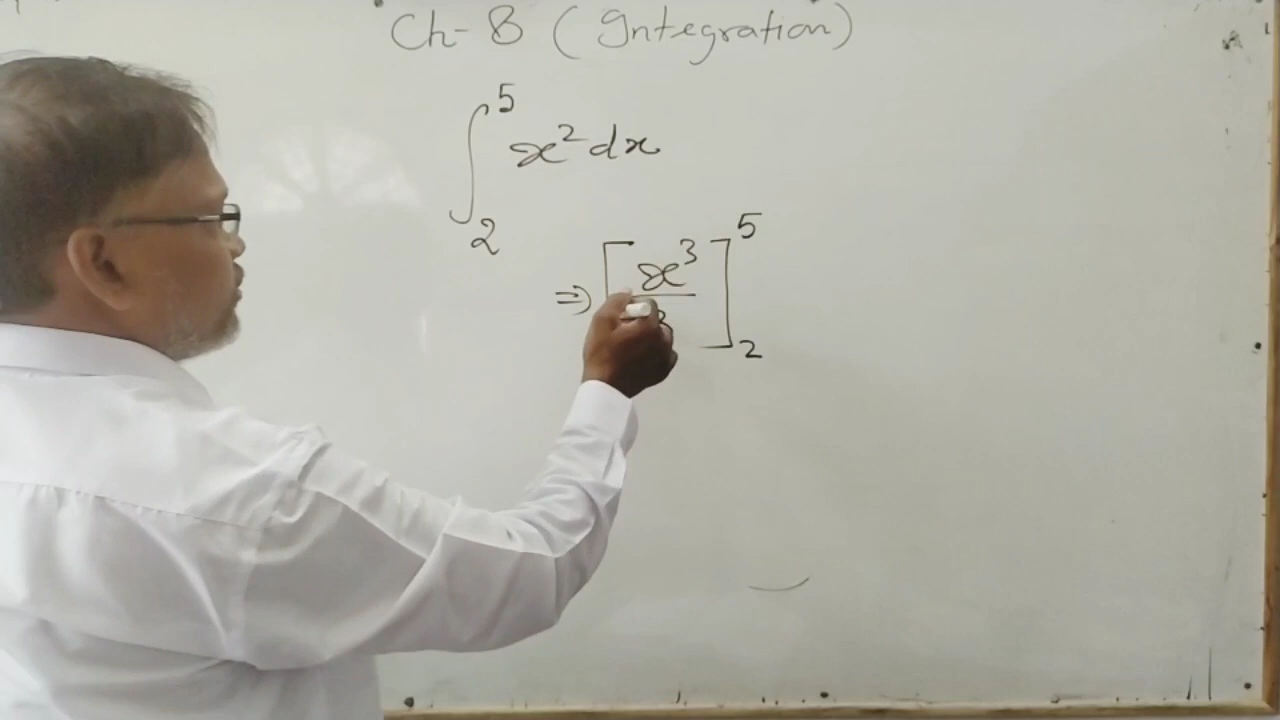 Ch-8 (Integration)
∫₂⁵ x² dx
⇒ [x³/3]₂⁵